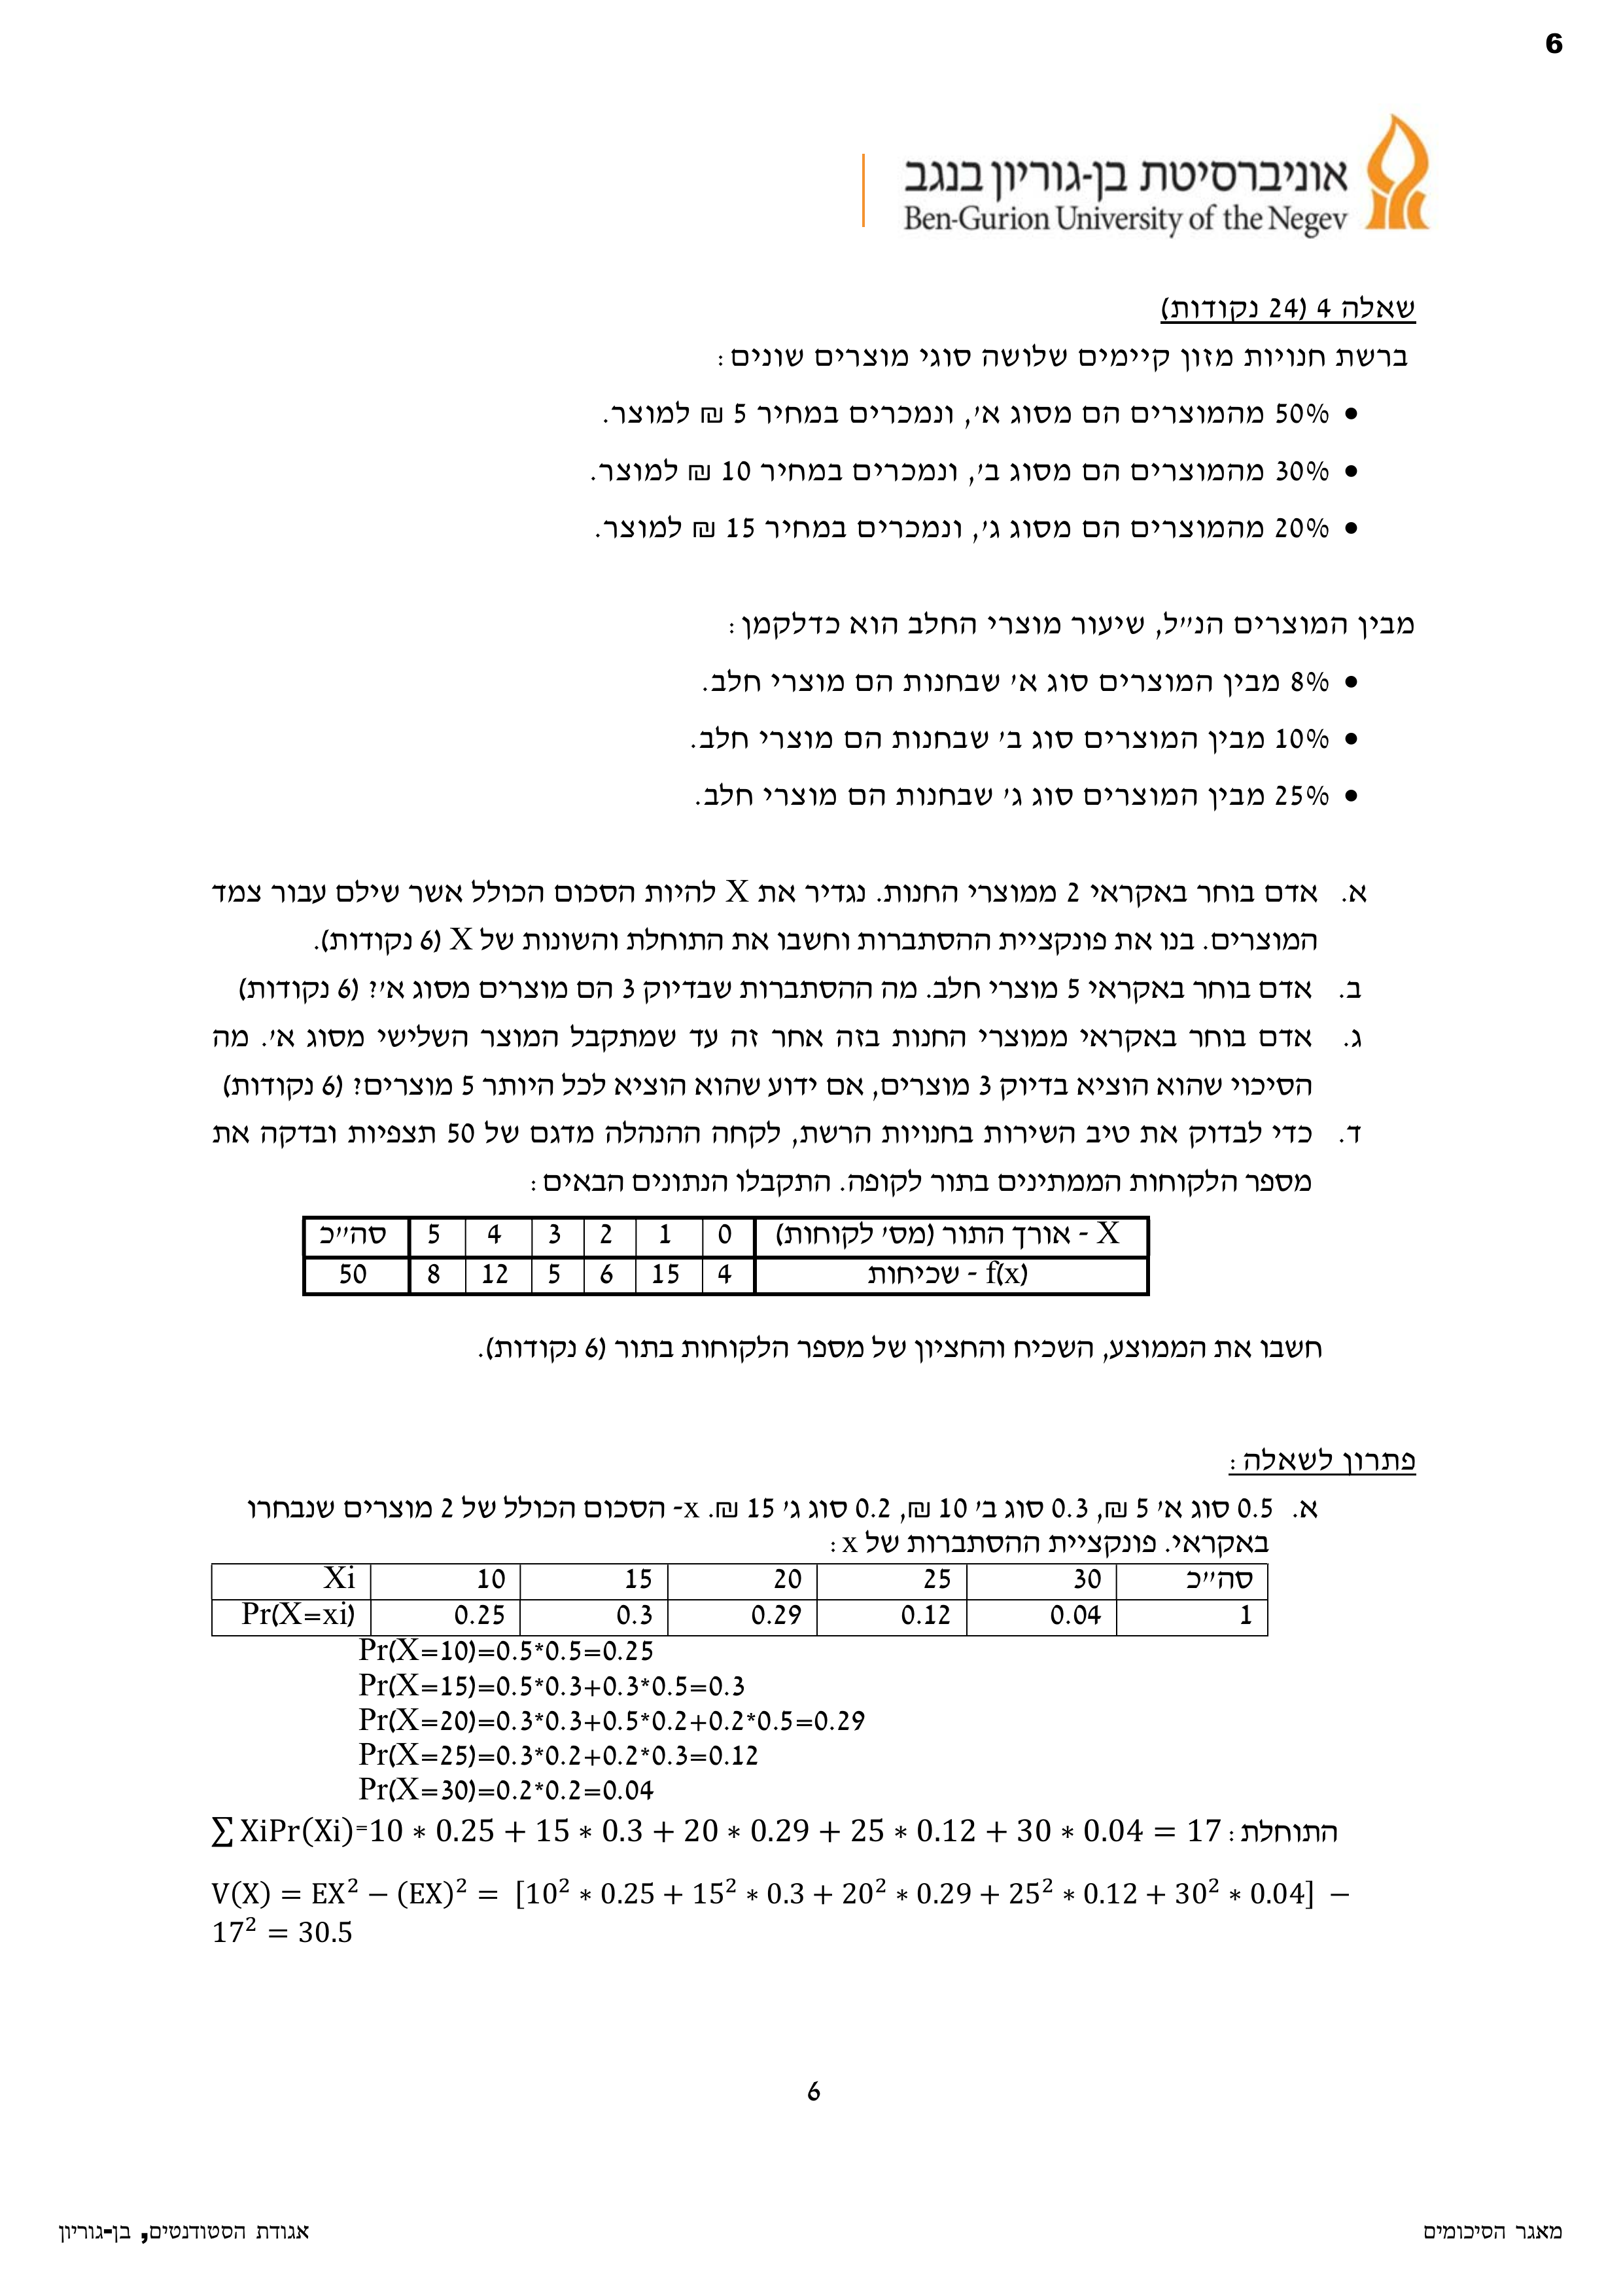 6
אוניברסיטת בן-גוריון בנגב
Ben-Gurion University of the Negev
שאלה 4 (24 נקודות)
ברשת חנויות מזון קיימים שלושה סוגי מוצרים שונים:
• 50% מהמוצרים הם מסוג א', ונמכרים במחיר 5 ₪ למוצר.
• 30% מהמוצרים הם מסוג ב', ונמכרים במחיר 10 ₪ למוצר.
• 20% מהמוצרים הם מסוג ג', ונמכרים במחיר 15 ₪ למוצר.
מבין המוצרים הנ"ל, שיעור מוצרי החלב הוא כדלקמן:
• 8% מבין המוצרים סוג א' שבחנות הם מוצרי חלב.
• 10% מבין המוצרים סוג ב' שבחנות הם מוצרי חלב.
• 25% מבין המוצרים סוג ג' שבחנות הם מוצרי חלב.
א. אדם בוחר באקראי 2 ממוצרי החנות. נגדיר את X להיות הסכום הכולל אשר שילם עבור צמד
המוצרים. בנו את פונקציית ההסתברות וחשבו את התוחלת והשונות של X (6 נקודות).
ב. אדם בוחר באקראי 5 מוצרי חלב. מה ההסתברות שבדיוק 3 הם מוצרים מסוג א'? (6 נקודות)
ג. אדם בוחר באקראי ממוצרי החנות בזה אחר זה עד שמתקבל המוצר השלישי מסוג א'. מה
הסיכוי שהוא הוציא בדיוק 3 מוצרים, אם ידוע שהוא הוציא לכל היותר 5 מוצרים? (6 נקודות)
ד. כדי לבדוק את טיב השירות בחנויות הרשת, לקחה ההנהלה מדגם של 50 תצפיות ובדקה את
מספר הלקוחות הממתינים בתור לקופה. התקבלו הנתונים הבאים:
X - אורך התור (מס' לקוחות) 0 1 2 3 4 5 סה"כ
f(x) - שכיחות 4 15 6 5 12 8 50
חשבו את הממוצע, השכיח והחציון של מספר הלקוחות בתור (6 נקודות).
פתרון לשאלה:
א. 0.5 סוג א' 5 ₪, 0.3 סוג ב' 10 ₪, 0.2 סוג ג' 15 ₪. x- הסכום הכולל של 2 מוצרים שנבחרו
באקראי. פונקציית ההסתברות של x:
Xi 10 15 20 25 30 סה"כ
Pr(X=xi) 0.25 0.3 0.29 0.12 0.04 1
Pr(X=10)=0.5*0.5=0.25
Pr(X=15)=0.5*0.3+0.3*0.5=0.3
Pr(X=20)=0.3*0.3+0.5*0.2+0.2*0.5=0.29
Pr(X=25)=0.3*0.2+0.2*0.3=0.12
Pr(X=30)=0.2*0.2=0.04
התוחלת: ∑ XiPr(Xi)=10 ∗ 0.25 + 15 ∗ 0.3 + 20 ∗ 0.29 + 25 ∗ 0.12 + 30 ∗ 0.04 = 17
V(X) = EX² − (EX)² = [10² ∗ 0.25 + 15² ∗ 0.3 + 20² ∗ 0.29 + 25² ∗ 0.12 + 30² ∗ 0.04] −
17² = 30.5
6
מאגר הסיכומים
אגודת הסטודנטים, בן-גוריון